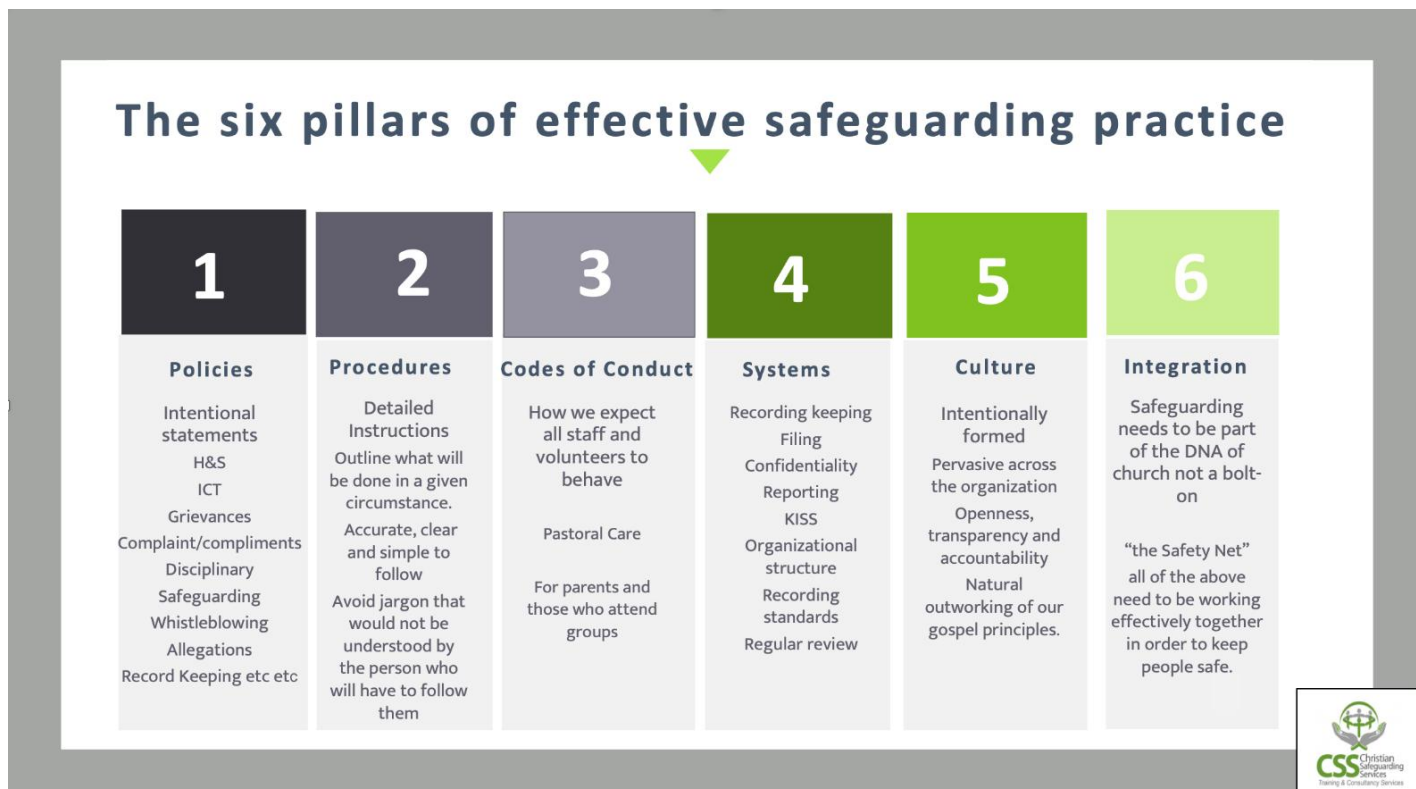 The six pillars of effective safeguarding practice
1
Policies
Intentional
statements
H&S
ICT
Grievances
Complaint/compliments
Disciplinary
Safeguarding
Whistleblowing
Allegations
Record Keeping etc etc
2
Procedures
Detailed
Instructions
Outline what will
be done in a given
circumstance.
Accurate, clear
and simple to
follow
Avoid jargon that
would not be
understood by
the person who
will have to follow
them
3
Codes of Conduct
How we expect
all staff and
volunteers to
behave
Pastoral Care
For parents and
those who attend
groups
4
Systems
Recording keeping
Filing
Confidentiality
Reporting
KISS
Organizational
structure
Recording
standards
Regular review
5
Culture
Intentionally
formed
Pervasive across
the organization
Openness,
transparency and
accountability
Natural
outworking of our
gospel principles.
6
Integration
Safeguarding
needs to be part
of the DNA of
church not a bolt-
on
“the Safety Net”
all of the above
need to be working
effectively together
in order to keep
people safe.
CSS
Christian
Safeguarding
Services
Training & Consultancy Services